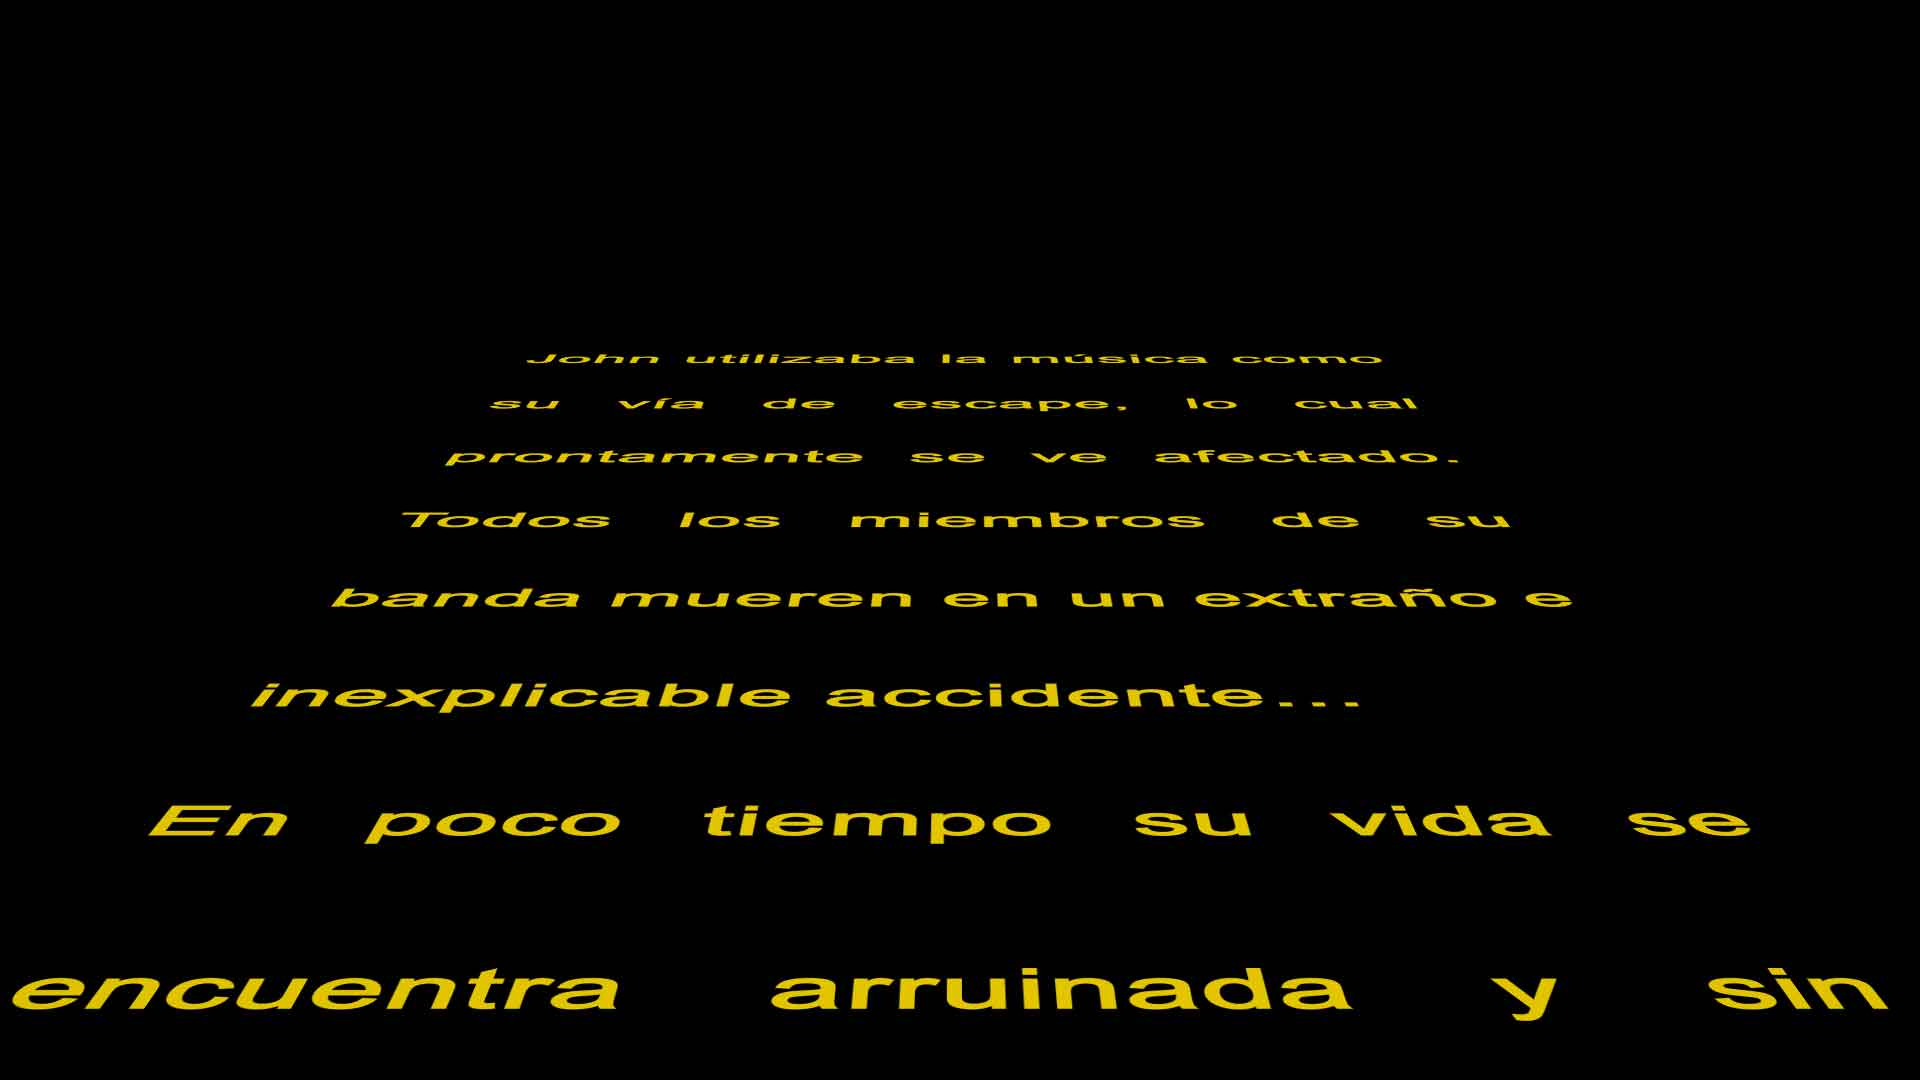 John utilizaba la música como
su vía de escape, lo cual
prontamente se ve afectado.
Todos los miembros de su
banda mueren en un extraño e
inexplicable accidente...
En poco tiempo su vida se
encuentra arruinada y sin